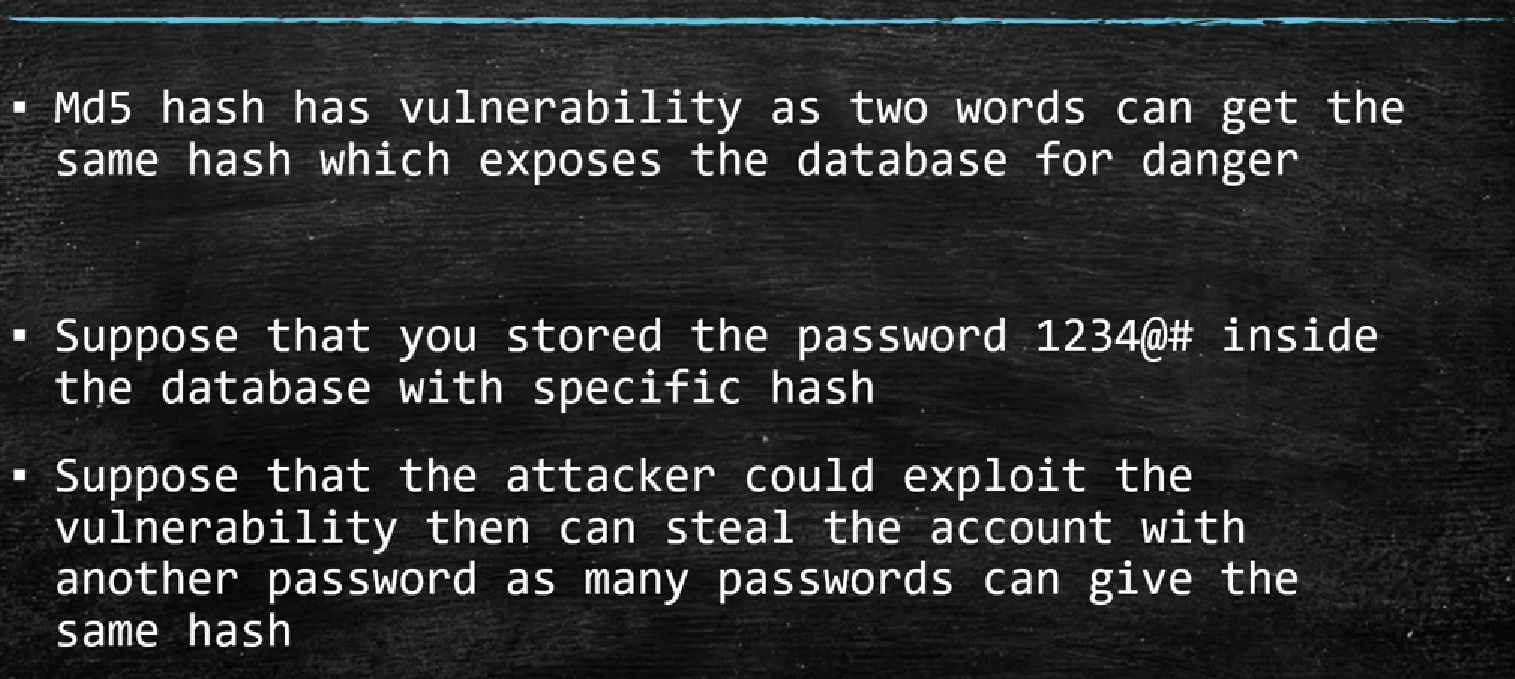 ▪ Md5 hash has vulnerability as two words can get the
same hash which exposes the database for danger
▪ Suppose that you stored the password 1234@# inside
the database with specific hash
▪ Suppose that the attacker could exploit the
vulnerability then can steal the account with
another password as many passwords can give the
same hash